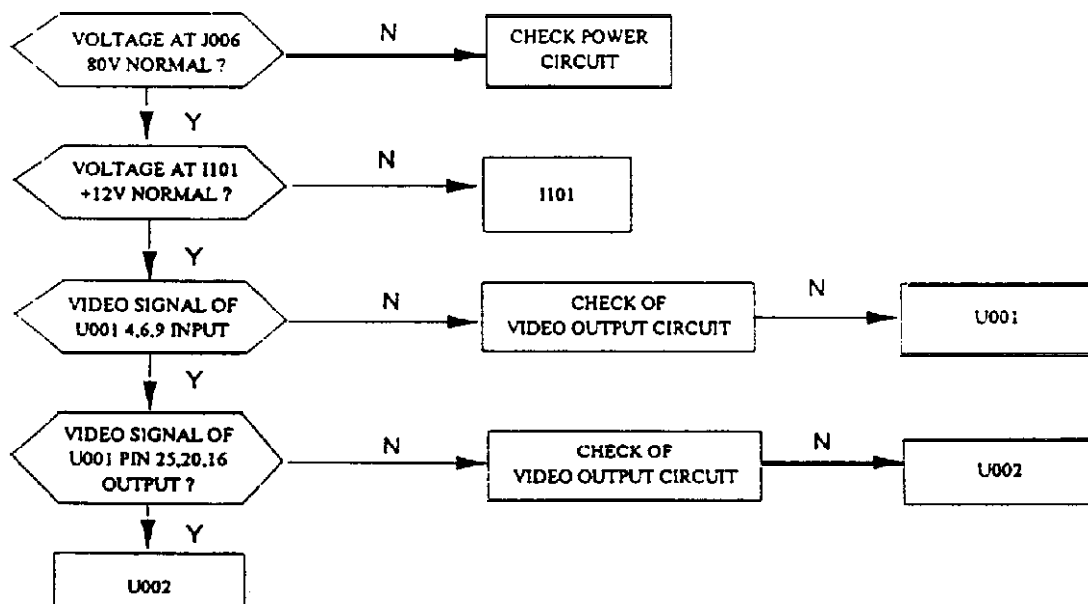 VOLTAGE AT J006
80V NORMAL ?
N
CHECK POWER
CIRCUIT
Y
VOLTAGE AT I101
+12V NORMAL ?
N
I101
Y
VIDEO SIGNAL OF
U001 4,6,9 INPUT
N
CHECK OF
VIDEO OUTPUT CIRCUIT
N
U001
Y
VIDEO SIGNAL OF
U001 PIN 25,20,16
OUTPUT ?
N
CHECK OF
VIDEO OUTPUT CIRCUIT
N
U002
Y
U002